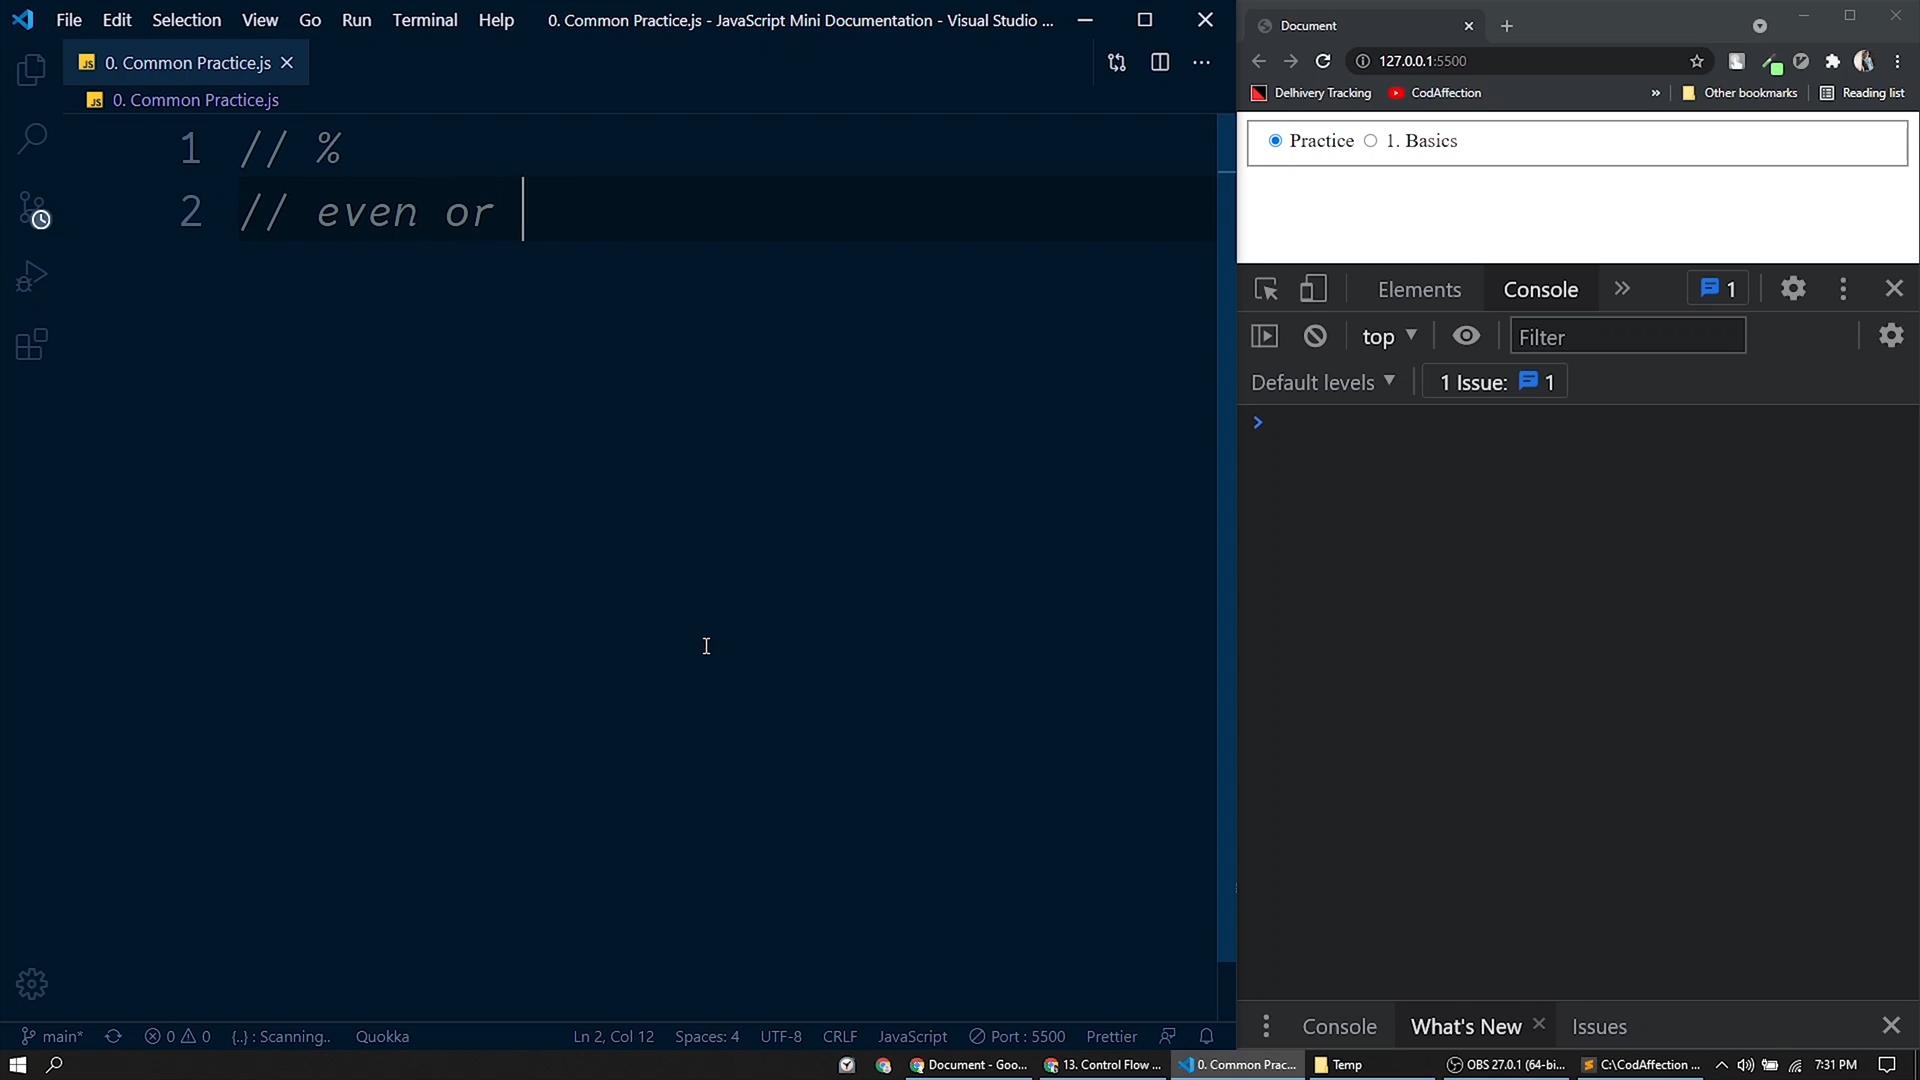 File Edit Selection View Go Run Terminal Help 0. Common Practice.js - JavaScript Mini Documentation - Visual Studio ...
JS 0. Common Practice.js
JS 0. Common Practice.js
1 // %
2 // even or
main* 0 0 {..} : Scanning.. Quokka Ln 2, Col 12 Spaces: 4 UTF-8 CRLF JavaScript Port : 5500 Prettier
Document
127.0.0.1:5500
Delhivery Tracking CodAffection » Other bookmarks Reading list
Practice 1. Basics
Elements Console 1
top Filter
Default levels 1 Issue: 1
Console What's New Issues
Document - Goo... 13. Control Flow ... 0. Common Prac... Temp OBS 27.0.1 (64-bi... C:\CodAffection ... 7:31 PM